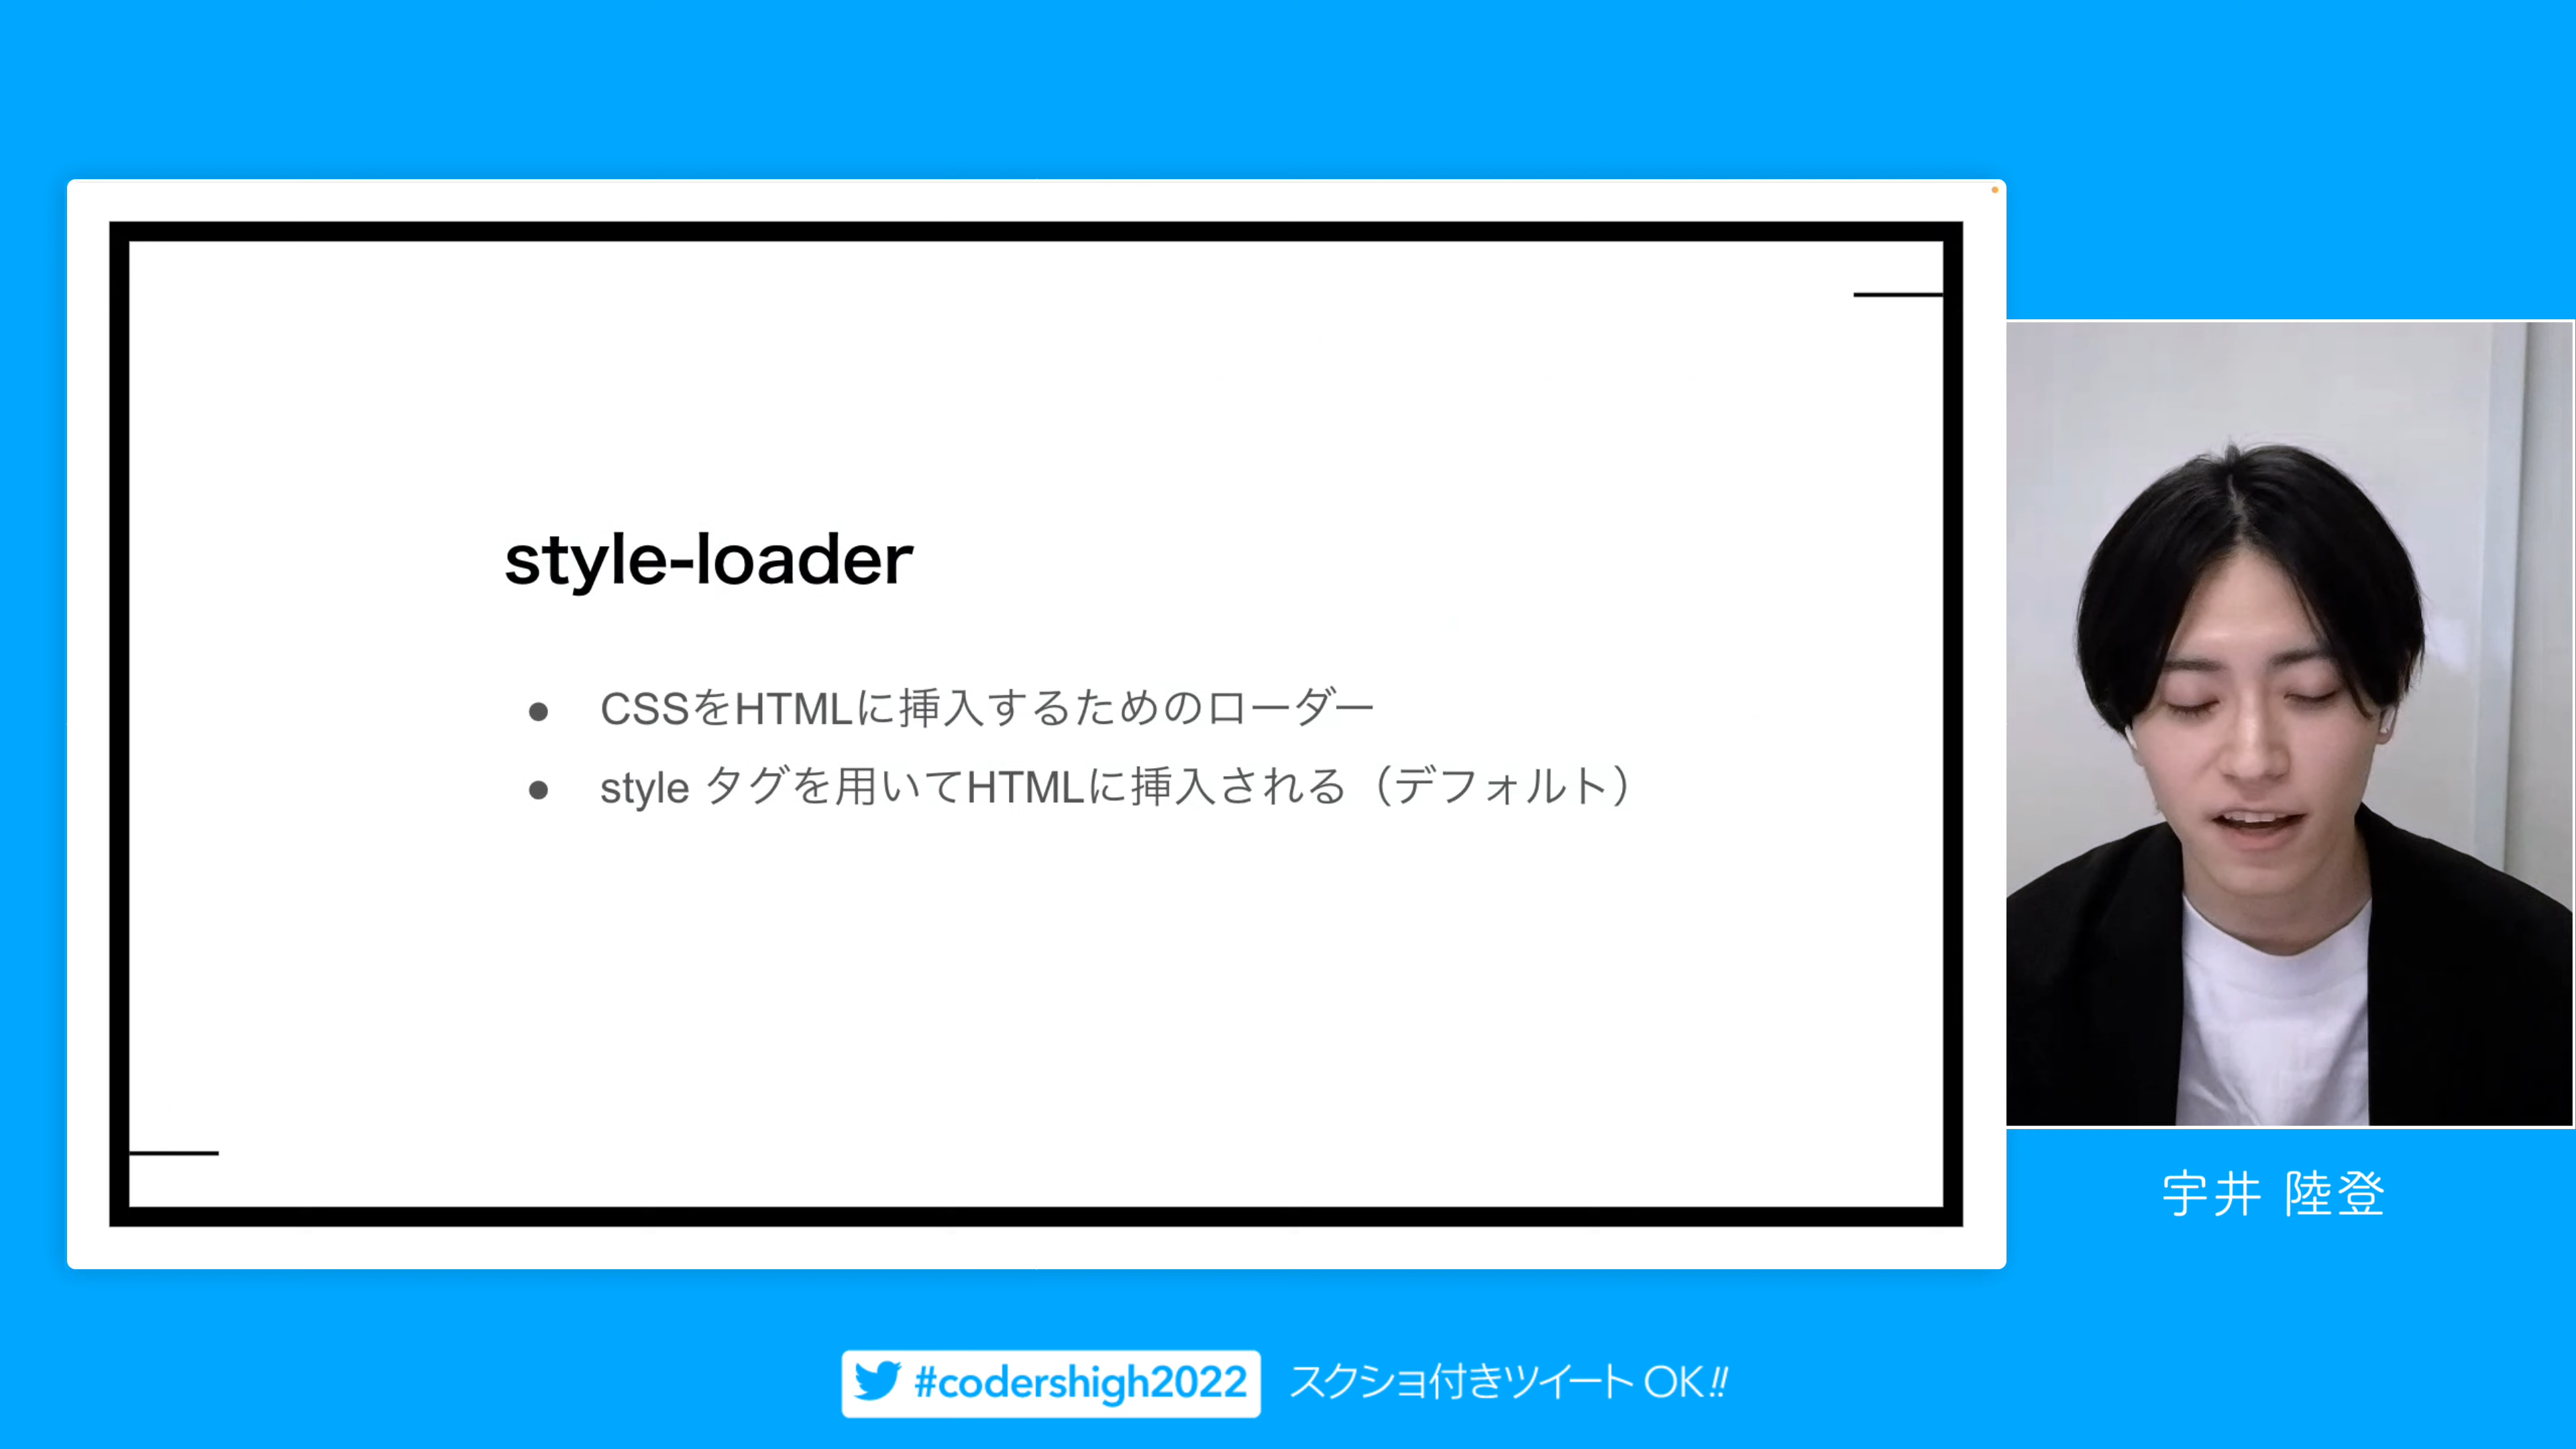 style-loader
● CSSをHTMLに挿入するためのローダー
● style タグを用いてHTMLに挿入される（デフォルト）
宇井 陸登
#codershigh2022 スクショ付きツイート OK!!